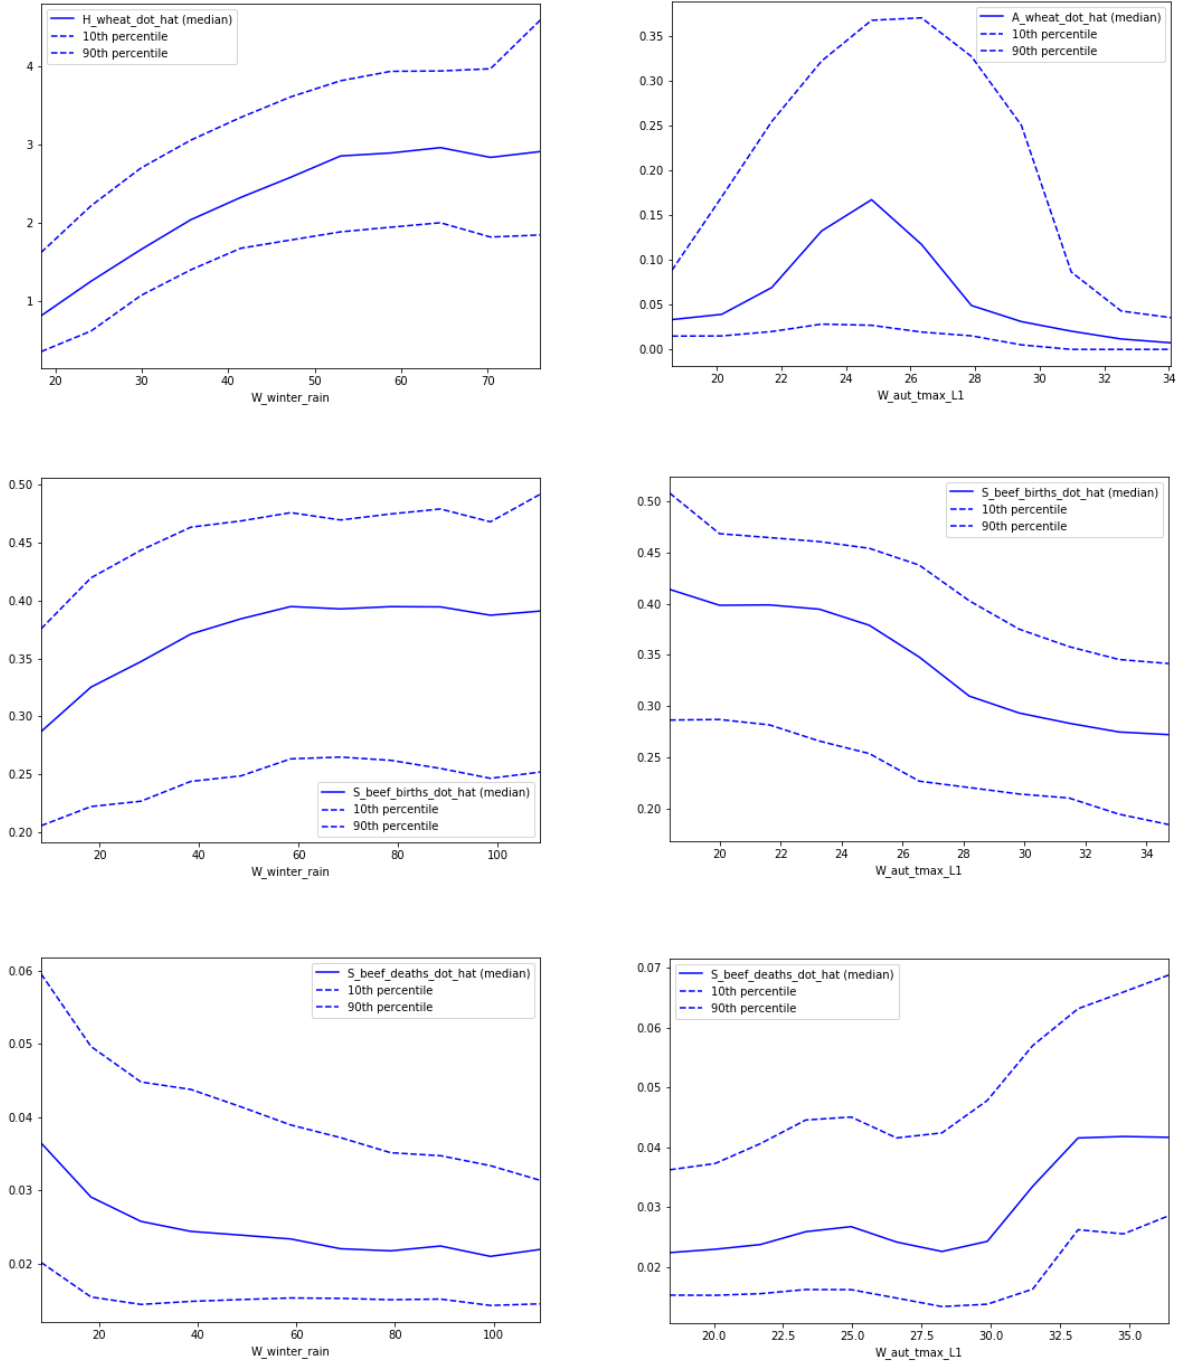 H_wheat_dot_hat (median)
10th percentile
90th percentile
4
3
2
1
20 30 40 50 60 70
W_winter_rain
A_wheat_dot_hat (median)
10th percentile
90th percentile
0.35
0.30
0.25
0.20
0.15
0.10
0.05
0.00
20 22 24 26 28 30 32 34
W_aut_tmax_L1
S_beef_births_dot_hat (median)
10th percentile
90th percentile
0.50
0.45
0.40
0.35
0.30
0.25
0.20
20 40 60 80 100
W_winter_rain
S_beef_births_dot_hat (median)
10th percentile
90th percentile
0.50
0.45
0.40
0.35
0.30
0.25
0.20
20 22 24 26 28 30 32 34
W_aut_tmax_L1
S_beef_deaths_dot_hat (median)
10th percentile
90th percentile
0.06
0.05
0.04
0.03
0.02
20 40 60 80 100
W_winter_rain
S_beef_deaths_dot_hat (median)
10th percentile
90th percentile
0.07
0.06
0.05
0.04
0.03
0.02
20.0 22.5 25.0 27.5 30.0 32.5 35.0
W_aut_tmax_L1